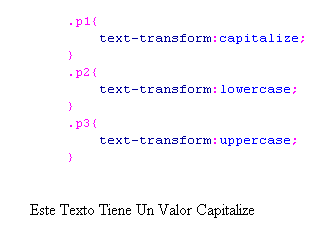 .p1{
text-transform:capitalize;
}
.p2{
text-transform:lowercase;
}
.p3{
text-transform:uppercase;
}
Este Texto Tiene Un Valor Capitalize